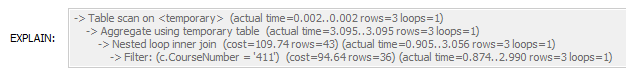 -> Table scan on <temporary>  (actual time=0.002..0.002 rows=3 loops=1)
-> Aggregate using temporary table  (actual time=3.095..3.095 rows=3 loops=1)
EXPLAIN:
-> Nested loop inner join  (cost=109.74 rows=43) (actual time=0.905..3.056 rows=3 loops=1)
-> Filter: (c.CourseNumber = '411')  (cost=94.64 rows=36) (actual time=0.874..2.990 rows=3 loops=1)